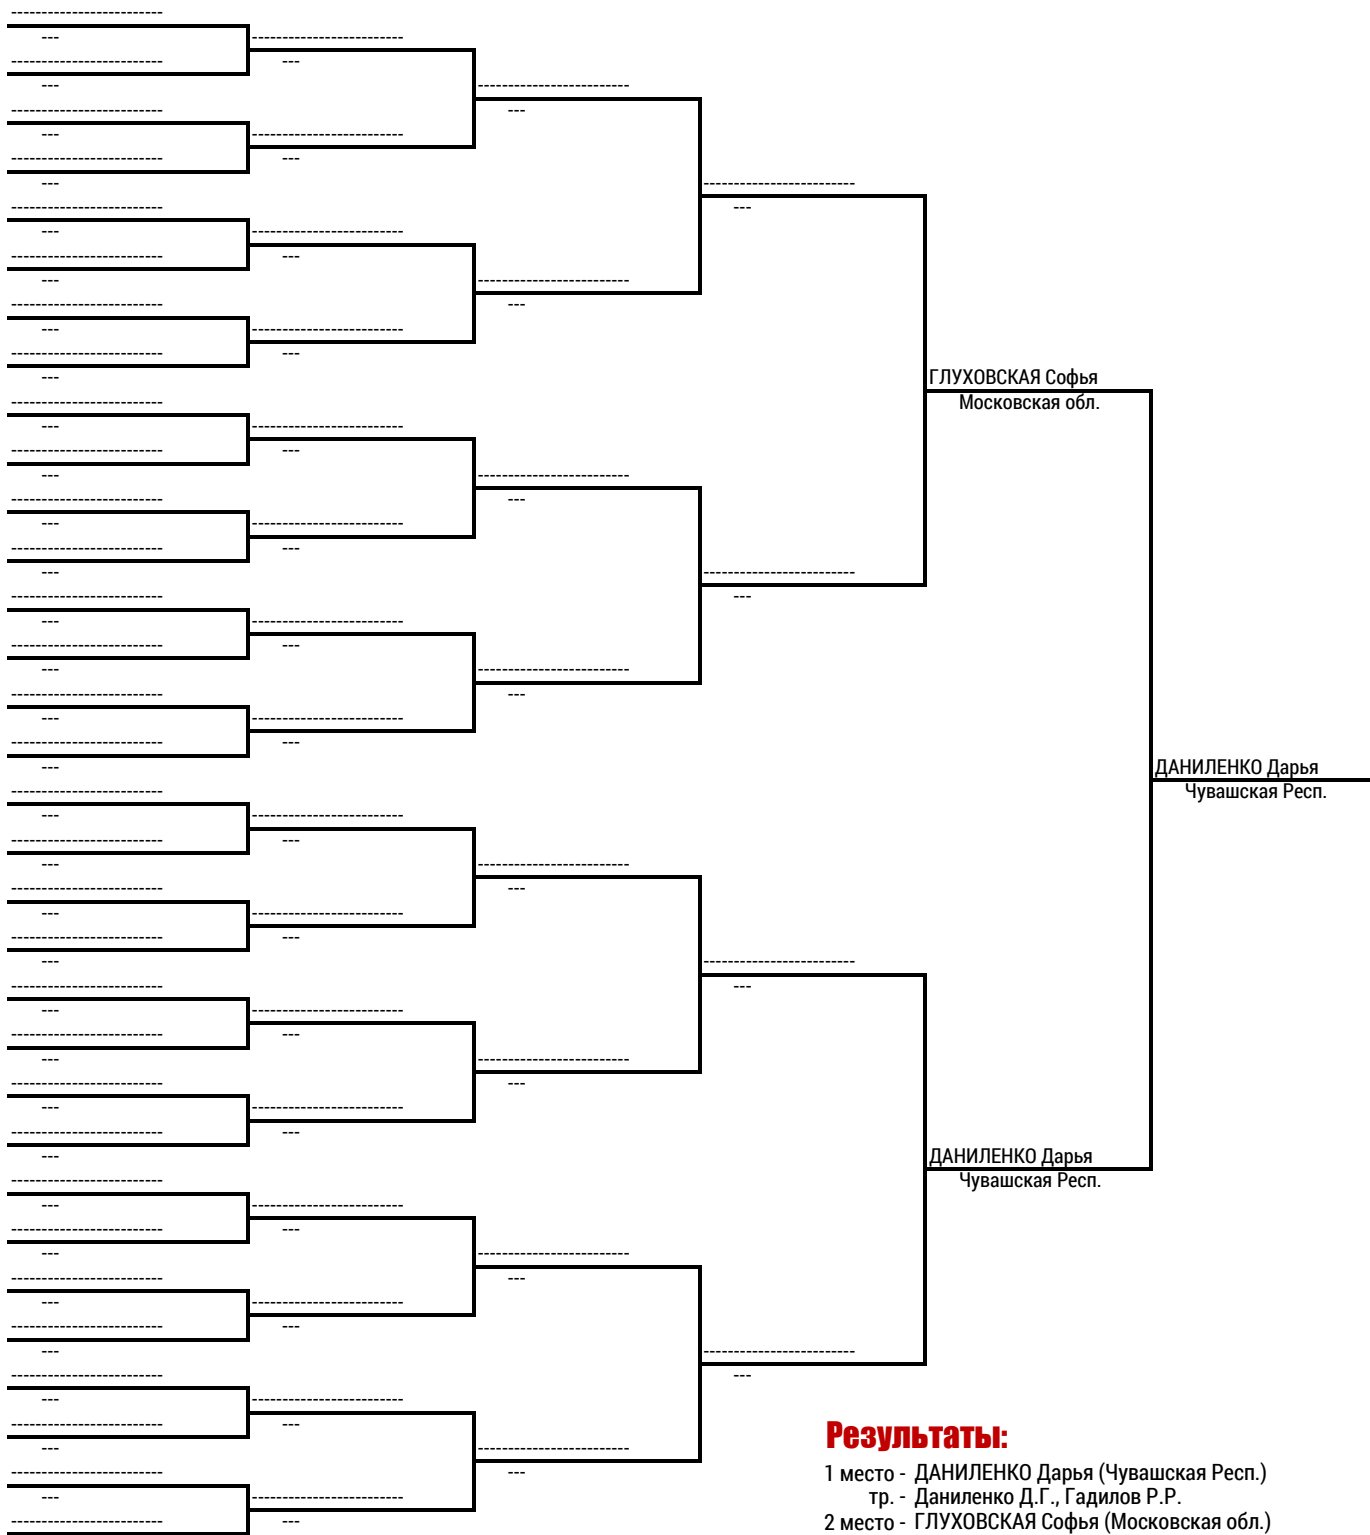 ГЛУХОВСКАЯ Софья
Московская обл.
ДАНИЛЕНКО Дарья
Чувашская Респ.
ДАНИЛЕНКО Дарья
Чувашская Респ.
Результаты:
1 место - ДАНИЛЕНКО Дарья (Чувашская Респ.)
тр. - Даниленко Д.Г., Гадилов Р.Р.
2 место - ГЛУХОВСКАЯ Софья (Московская обл.)